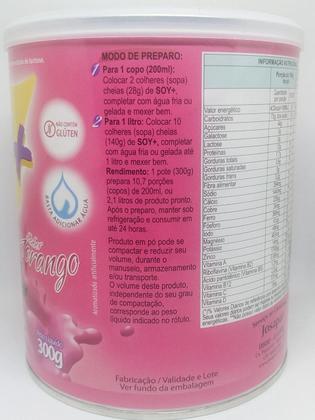 MODO DE PREPARO:
1 Para 1 copo (200ml):
Colocar 2 colheres (sopa)
cheias (28g) de SOY+,
completar com água fria ou
gelada e mexer bem.
2 Para 1 litro: Colocar 10
colheres (sopa) cheias
(140g) de SOY+, completar
com água fria ou gelada até
1 litro e mexer bem.
Rendimento: 1 pote (300g)
prepara 10,7 porções
(copos) de 200ml, ou
2,1 litros de produto pronto.
Após o preparo, manter sob
refrigeração e consumir em
até 24 horas.
Produto em pó pode se
compactar e reduzir seu
volume, durante o
manuseio, armazenamento
e/ou transporte.
O volume deste produto,
independente do seu grau
de compactação,
corresponde ao peso
líquido indicado no rótulo.
Fabricação / Validade e Lote:
Ver fundo da embalagem
NÃO CONTÉM
GLÚTEN
BASTA ADICIONAR ÁGUA
Sabor
orango
Aromatizado artificialmente
300g
INFORMAÇÃO NUTRICI
Valor energético
Carboidratos
Açúcares
Galactose
Lactose
Proteínas
Gorduras totais
Gorduras saturadas
Gorduras trans
Fibra alimentar
Sódio
Cálcio
Cobre
Ferro
Fósforo
Iodo
Magnésio
Potássio
Zinco
Vitamina A
Riboflavina (Vitamina B2)
Ácido pantotênico (Vitamina B5)
Vitamina B12
Vitamina C
Vitamina D